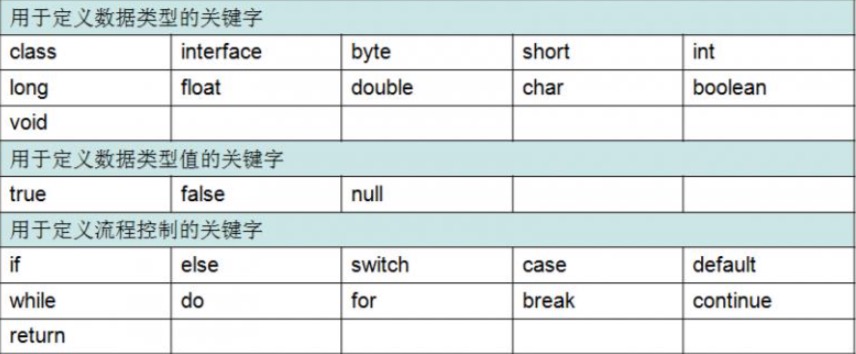 用于定义数据类型的关键字
class interface byte short int
long float double char boolean
void
用于定义数据类型值的关键字
true false null
用于定义流程控制的关键字
if else switch case default
while do for break continue
return